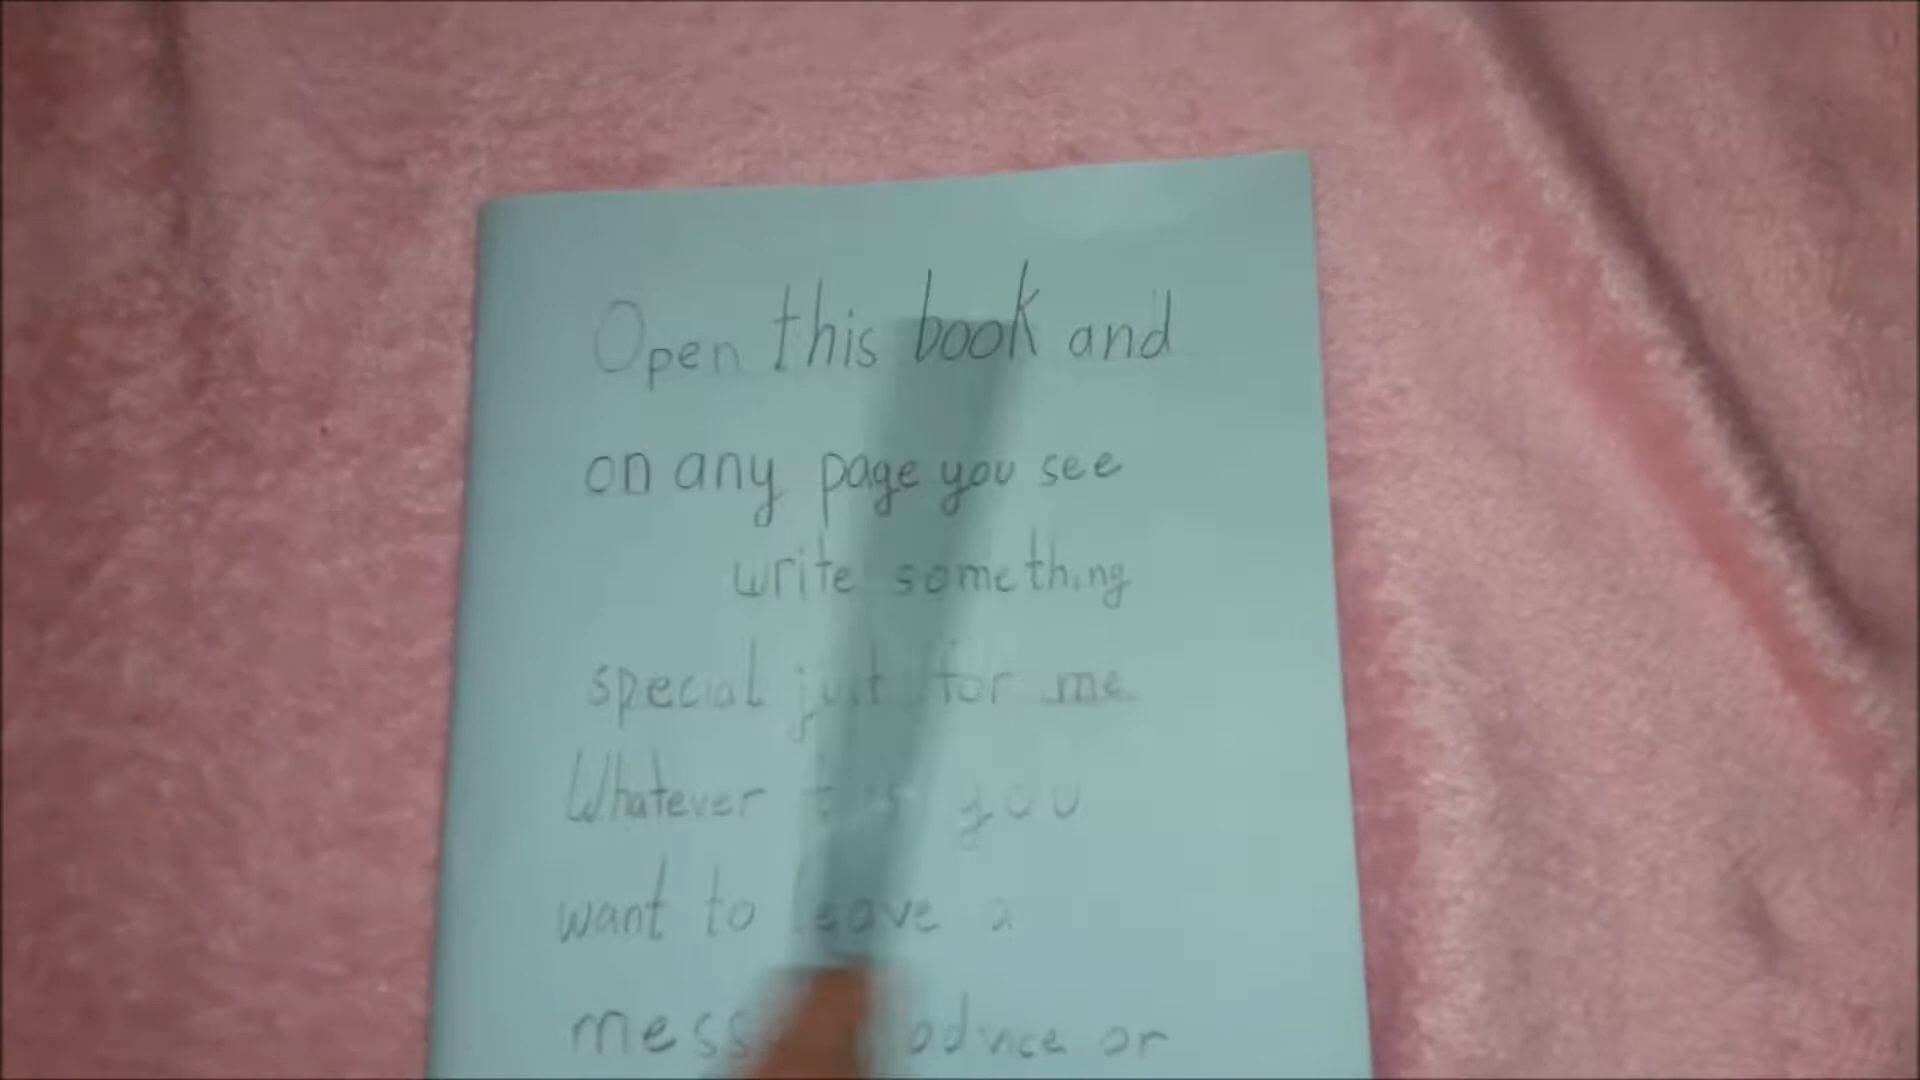 Open this book and
on any page you see
write something
special just for me.
Whatever you
want to leave a
advice or